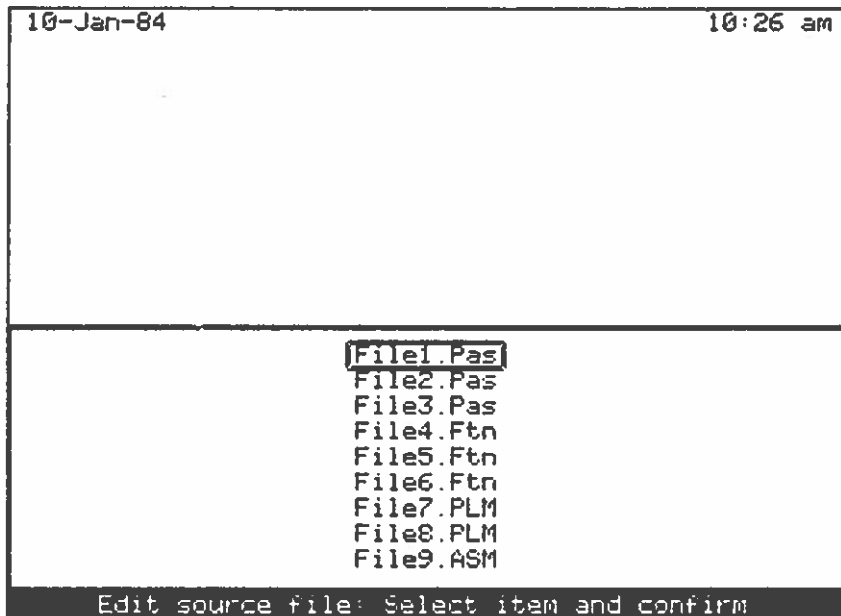 10-Jan-84 10:26 am
File1.Pas
File2.Pas
File3.Pas
File4.Ftn
File5.Ftn
File6.Ftn
File7.PLM
File8.PLM
File9.ASM
Edit source file: Select item and confirm